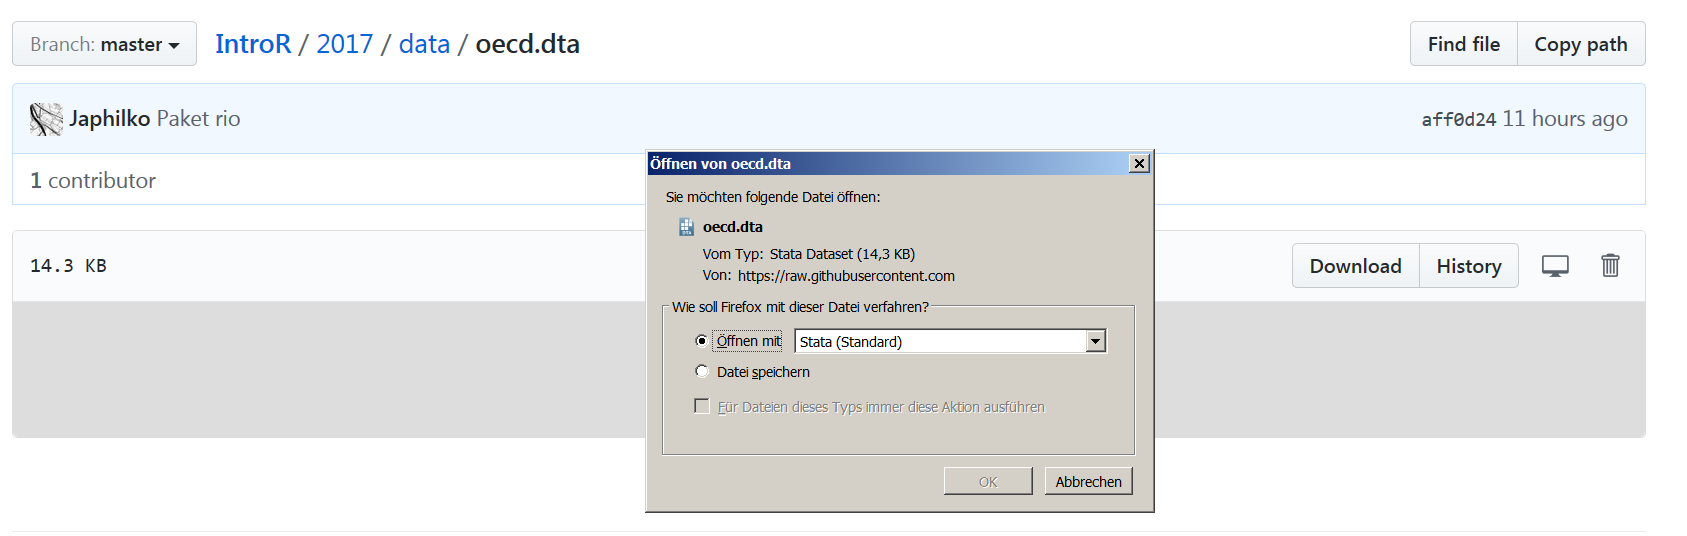 Branch: master
IntroR / 2017 / data / oecd.dta
Find file
Copy path
Japhilko Paket rio
aff0d24 11 hours ago
1 contributor
14.3 KB
Download
History
Öffnen von oecd.dta
Sie möchten folgende Datei öffnen:
oecd.dta
Vom Typ: Stata Dataset (14,3 KB)
Von: https://raw.githubusercontent.com
Wie soll Firefox mit dieser Datei verfahren?
Öffnen mit
Stata (Standard)
Datei speichern
Für Dateien dieses Typs immer diese Aktion ausführen
OK
Abbrechen